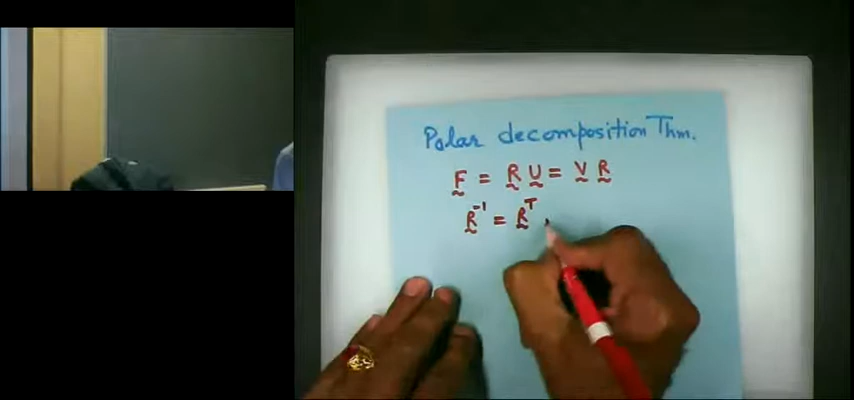 Polar decomposition Thm.
F = R U = V R
R⁻¹ = Rᵀ